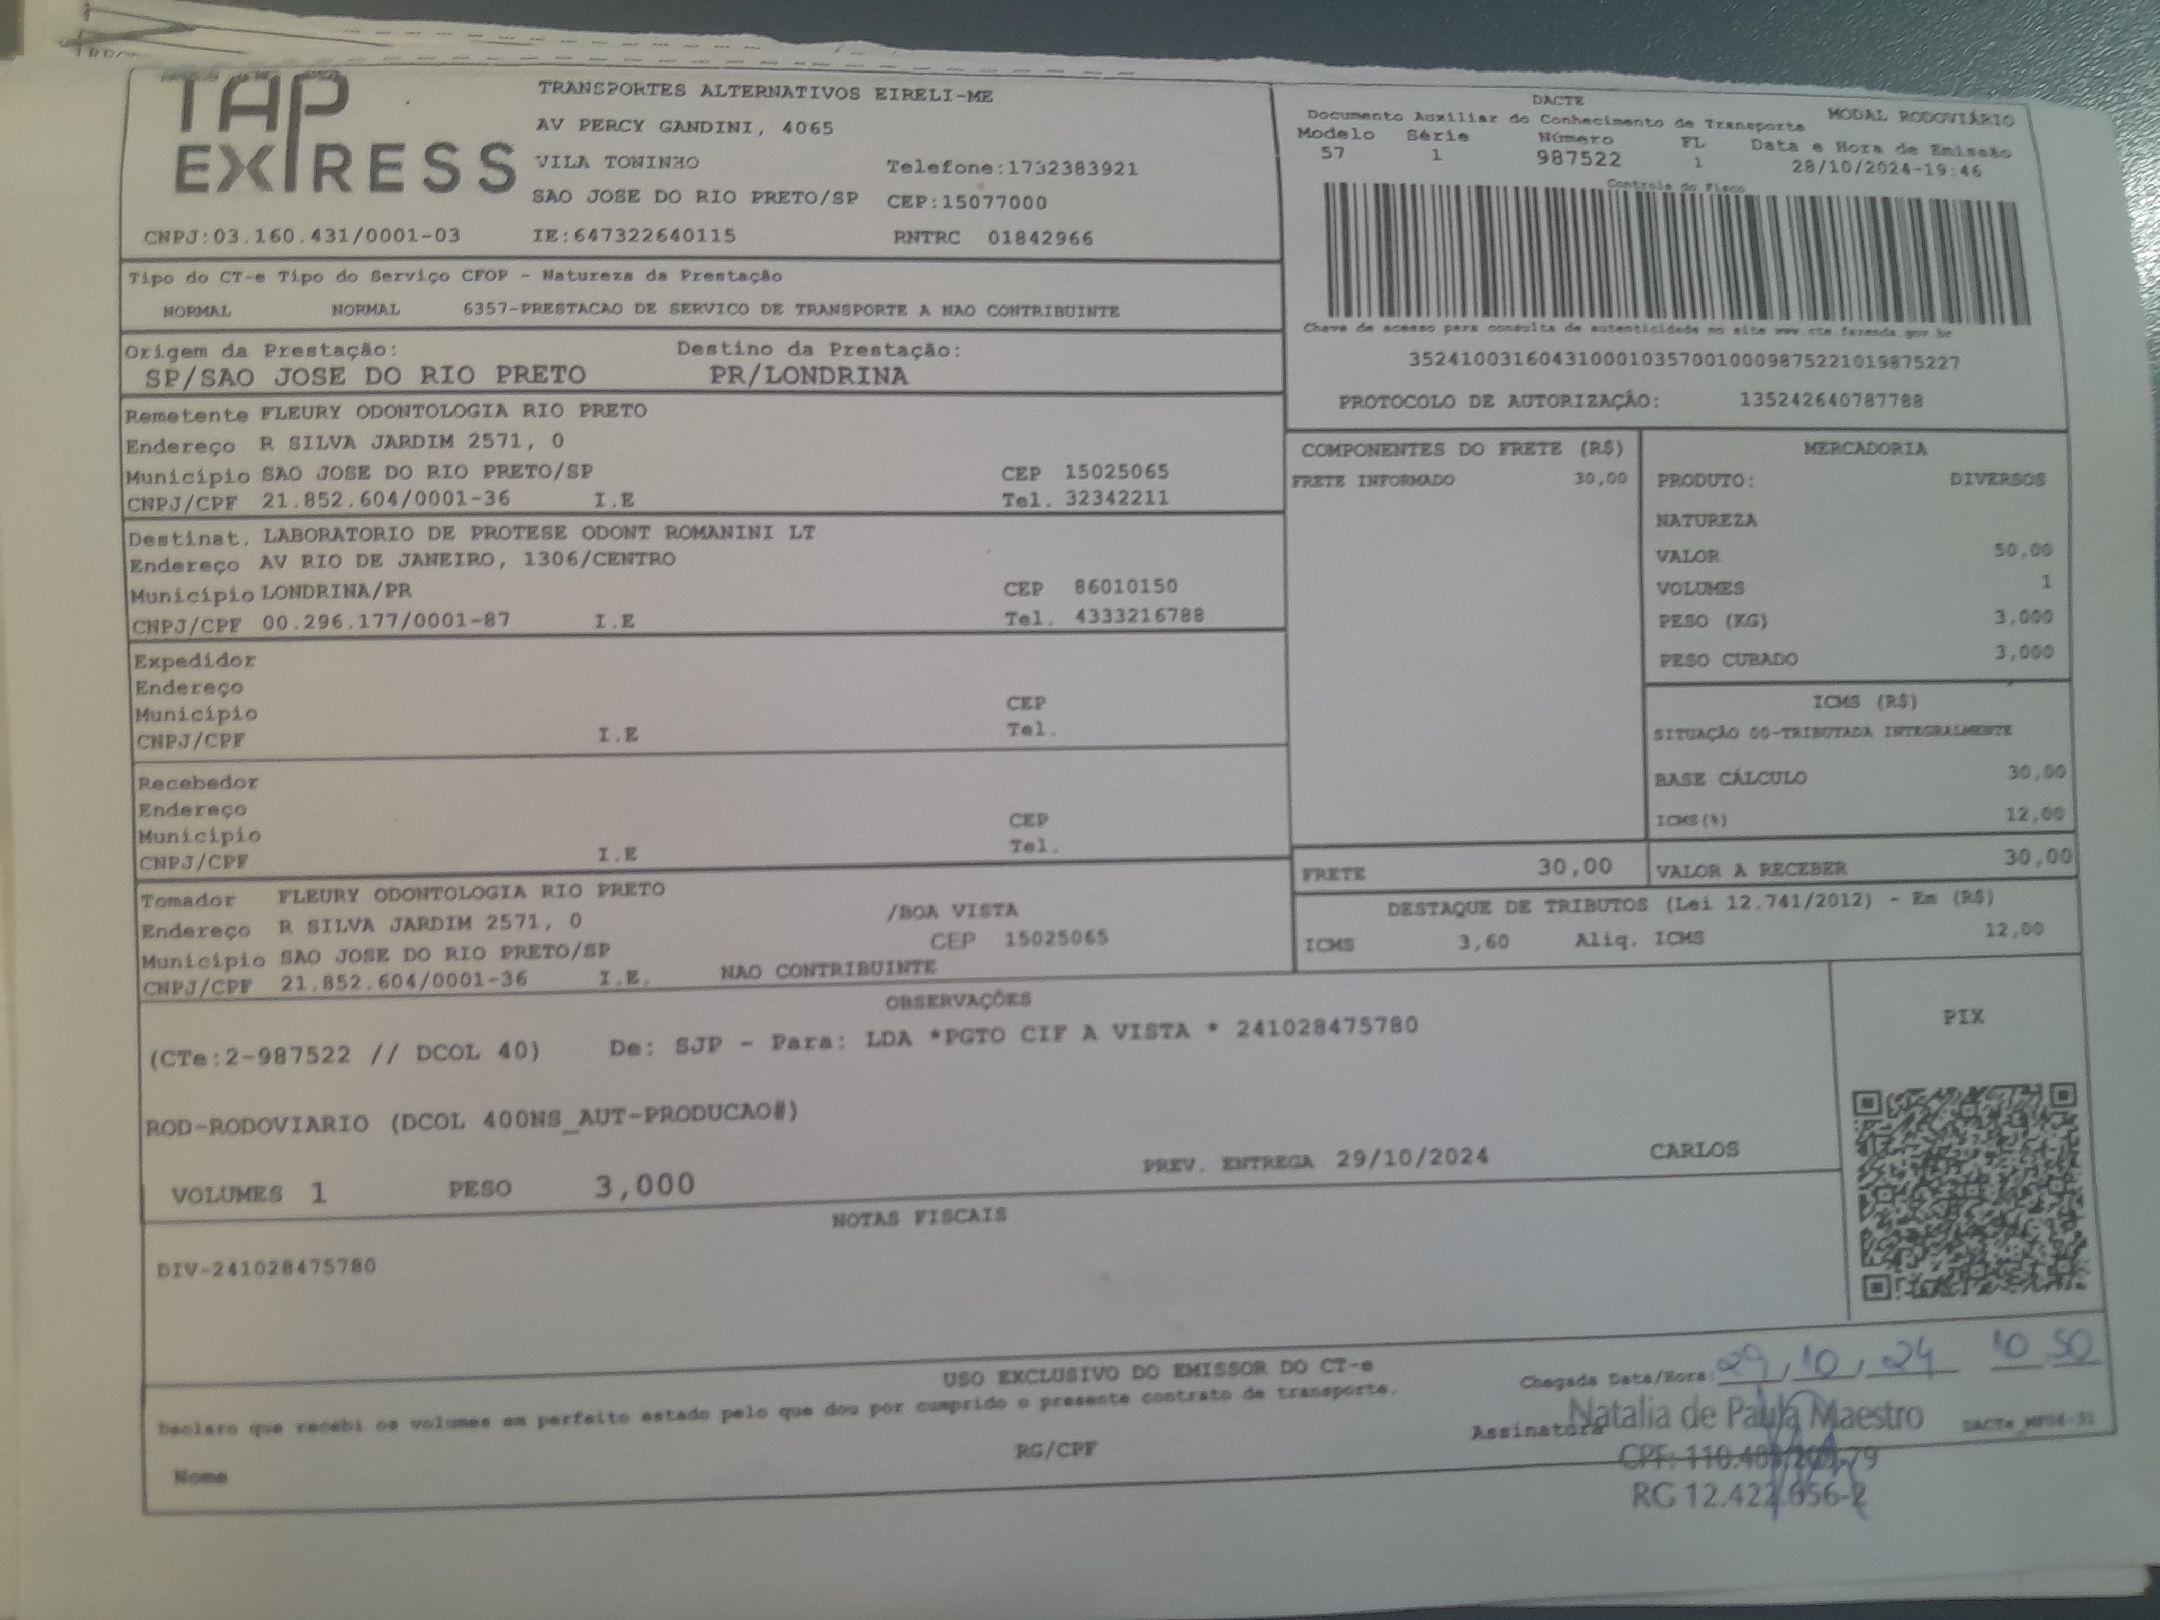 TAP EXPRESS
TRANSPORTES ALTERNATIVOS EIRELI-ME
AV PERCY GANDINI, 4065
VILA TONINHO Telefone:1732383921
SAO JOSE DO RIO PRETO/SP CEP:15077000
CNPJ:03.160.431/0001-03 IE:647322640115 RNTRC 01842966
DACTE
Documento Auxiliar do Conhecimento de Transporte MODAL RODOVIÁRIO
Modelo Série Número FL Data e Hora de Emissão
57 1 987522 1 28/10/2024-19:46
Controle do Fisco
Chave de acesso para consulta de autenticidade no site www.cte.fazenda.gov.br
35241003160431000103570010009875221019875227
PROTOCOLO DE AUTORIZAÇÃO: 135242640787788
Tipo do CT-e Tipo do Serviço CFOP - Natureza da Prestação
NORMAL NORMAL 6357-PRESTACAO DE SERVICO DE TRANSPORTE A NAO CONTRIBUINTE
Origem da Prestação: Destino da Prestação:
SP/SAO JOSE DO RIO PRETO PR/LONDRINA
Remetente FLEURY ODONTOLOGIA RIO PRETO
Endereço R SILVA JARDIM 2571, 0
Município SAO JOSE DO RIO PRETO/SP CEP 15025065
CNPJ/CPF 21.852.604/0001-36 I.E Tel. 32342211
Destinat. LABORATORIO DE PROTESE ODONT ROMANINI LT
Endereço AV RIO DE JANEIRO, 1306/CENTRO
Município LONDRINA/PR CEP 86010150
CNPJ/CPF 00.296.177/0001-87 I.E Tel. 4333216788
Expedidor
Endereço
Município CEP
CNPJ/CPF I.E Tel.
Recebedor
Endereço
Município CEP
CNPJ/CPF I.E Tel.
Tomador FLEURY ODONTOLOGIA RIO PRETO
Endereço R SILVA JARDIM 2571, 0 /BOA VISTA
Município SAO JOSE DO RIO PRETO/SP CEP 15025065
CNPJ/CPF 21.852.604/0001-36 I.E. NAO CONTRIBUINTE
COMPONENTES DO FRETE (R$)
FRETE INFORMADO 30,00
FRETE 30,00
MERCADORIA
PRODUTO: DIVERSOS
NATUREZA
VALOR 50,00
VOLUMES 1
PESO (KG) 3,000
PESO CUBADO 3,000
ICMS (R$)
SITUAÇÃO 00-TRIBUTADA INTEGRALMENTE
BASE CÁLCULO 30,00
ICMS(%) 12,00
VALOR A RECEBER 30,00
DESTAQUE DE TRIBUTOS (Lei 12.741/2012) - Em (R$)
ICMS 3,60 Aliq. ICMS 12,00
OBSERVAÇÕES
(CTe:2-987522 // DCOL 40) De: SJP - Para: LDA *PGTO CIF A VISTA * 241028475780
ROD-RODOVIARIO (DCOL 400NS_AUT-PRODUCAO#)
PREV. ENTREGA 29/10/2024 CARLOS
VOLUMES 1 PESO 3,000
PIX
NOTAS FISCAIS
DIV-241028475780
USO EXCLUSIVO DO EMISSOR DO CT-e
Declaro que recebi os volumes em perfeito estado pelo que dou por cumprido o presente contrato de transporte.
Nome RG/CPF
Chegada Data/Hora: 29/10/24 10 50
Assinatura Natalia de Paula Maestro
RG 12.422.656-2